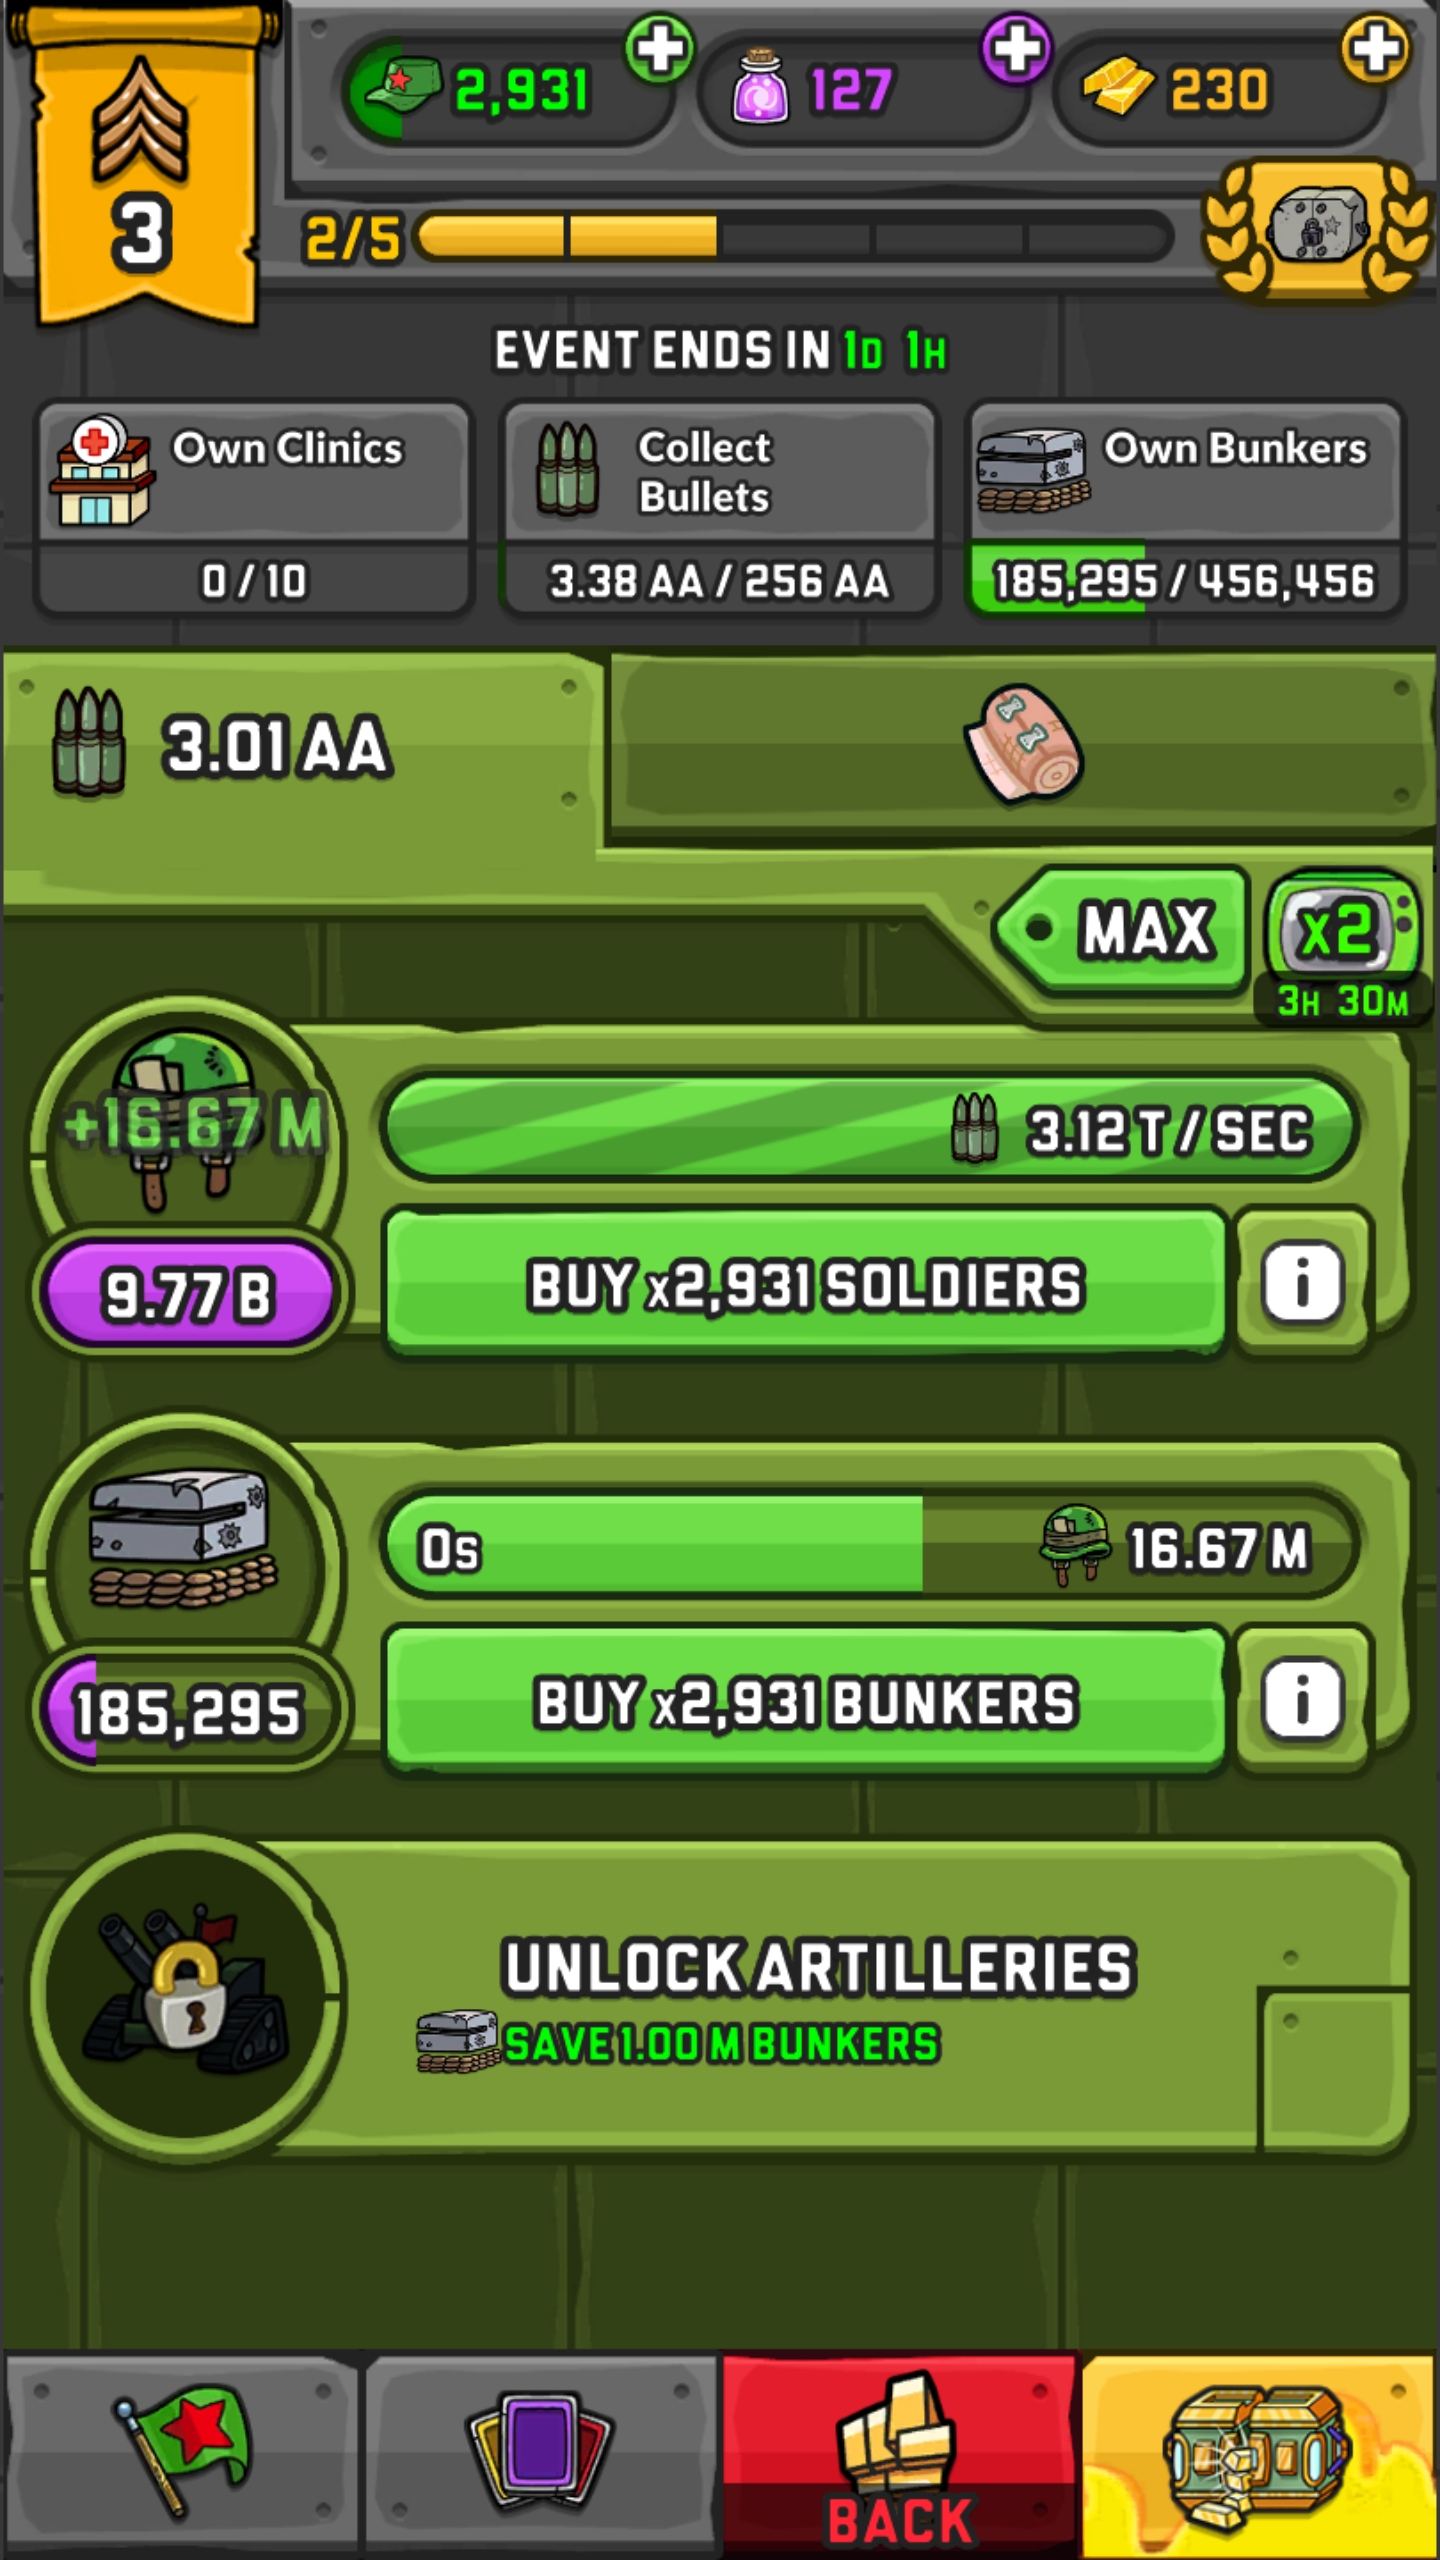 2,931
127
230
3
2/5
EVENT ENDS IN 1D 1H
Own Clinics
0 / 10
Collect
Bullets
3.38 AA / 256 AA
Own Bunkers
185,295 / 456,456
3.01 AA
MAX
x2
3H 30M
+16.67 M
3.12 T / SEC
9.77 B
BUY x2,931 SOLDIERS
i
0s
16.67 M
185,295
BUY x2,931 BUNKERS
i
UNLOCK ARTILLERIES
SAVE 1.00 M BUNKERS
BACK